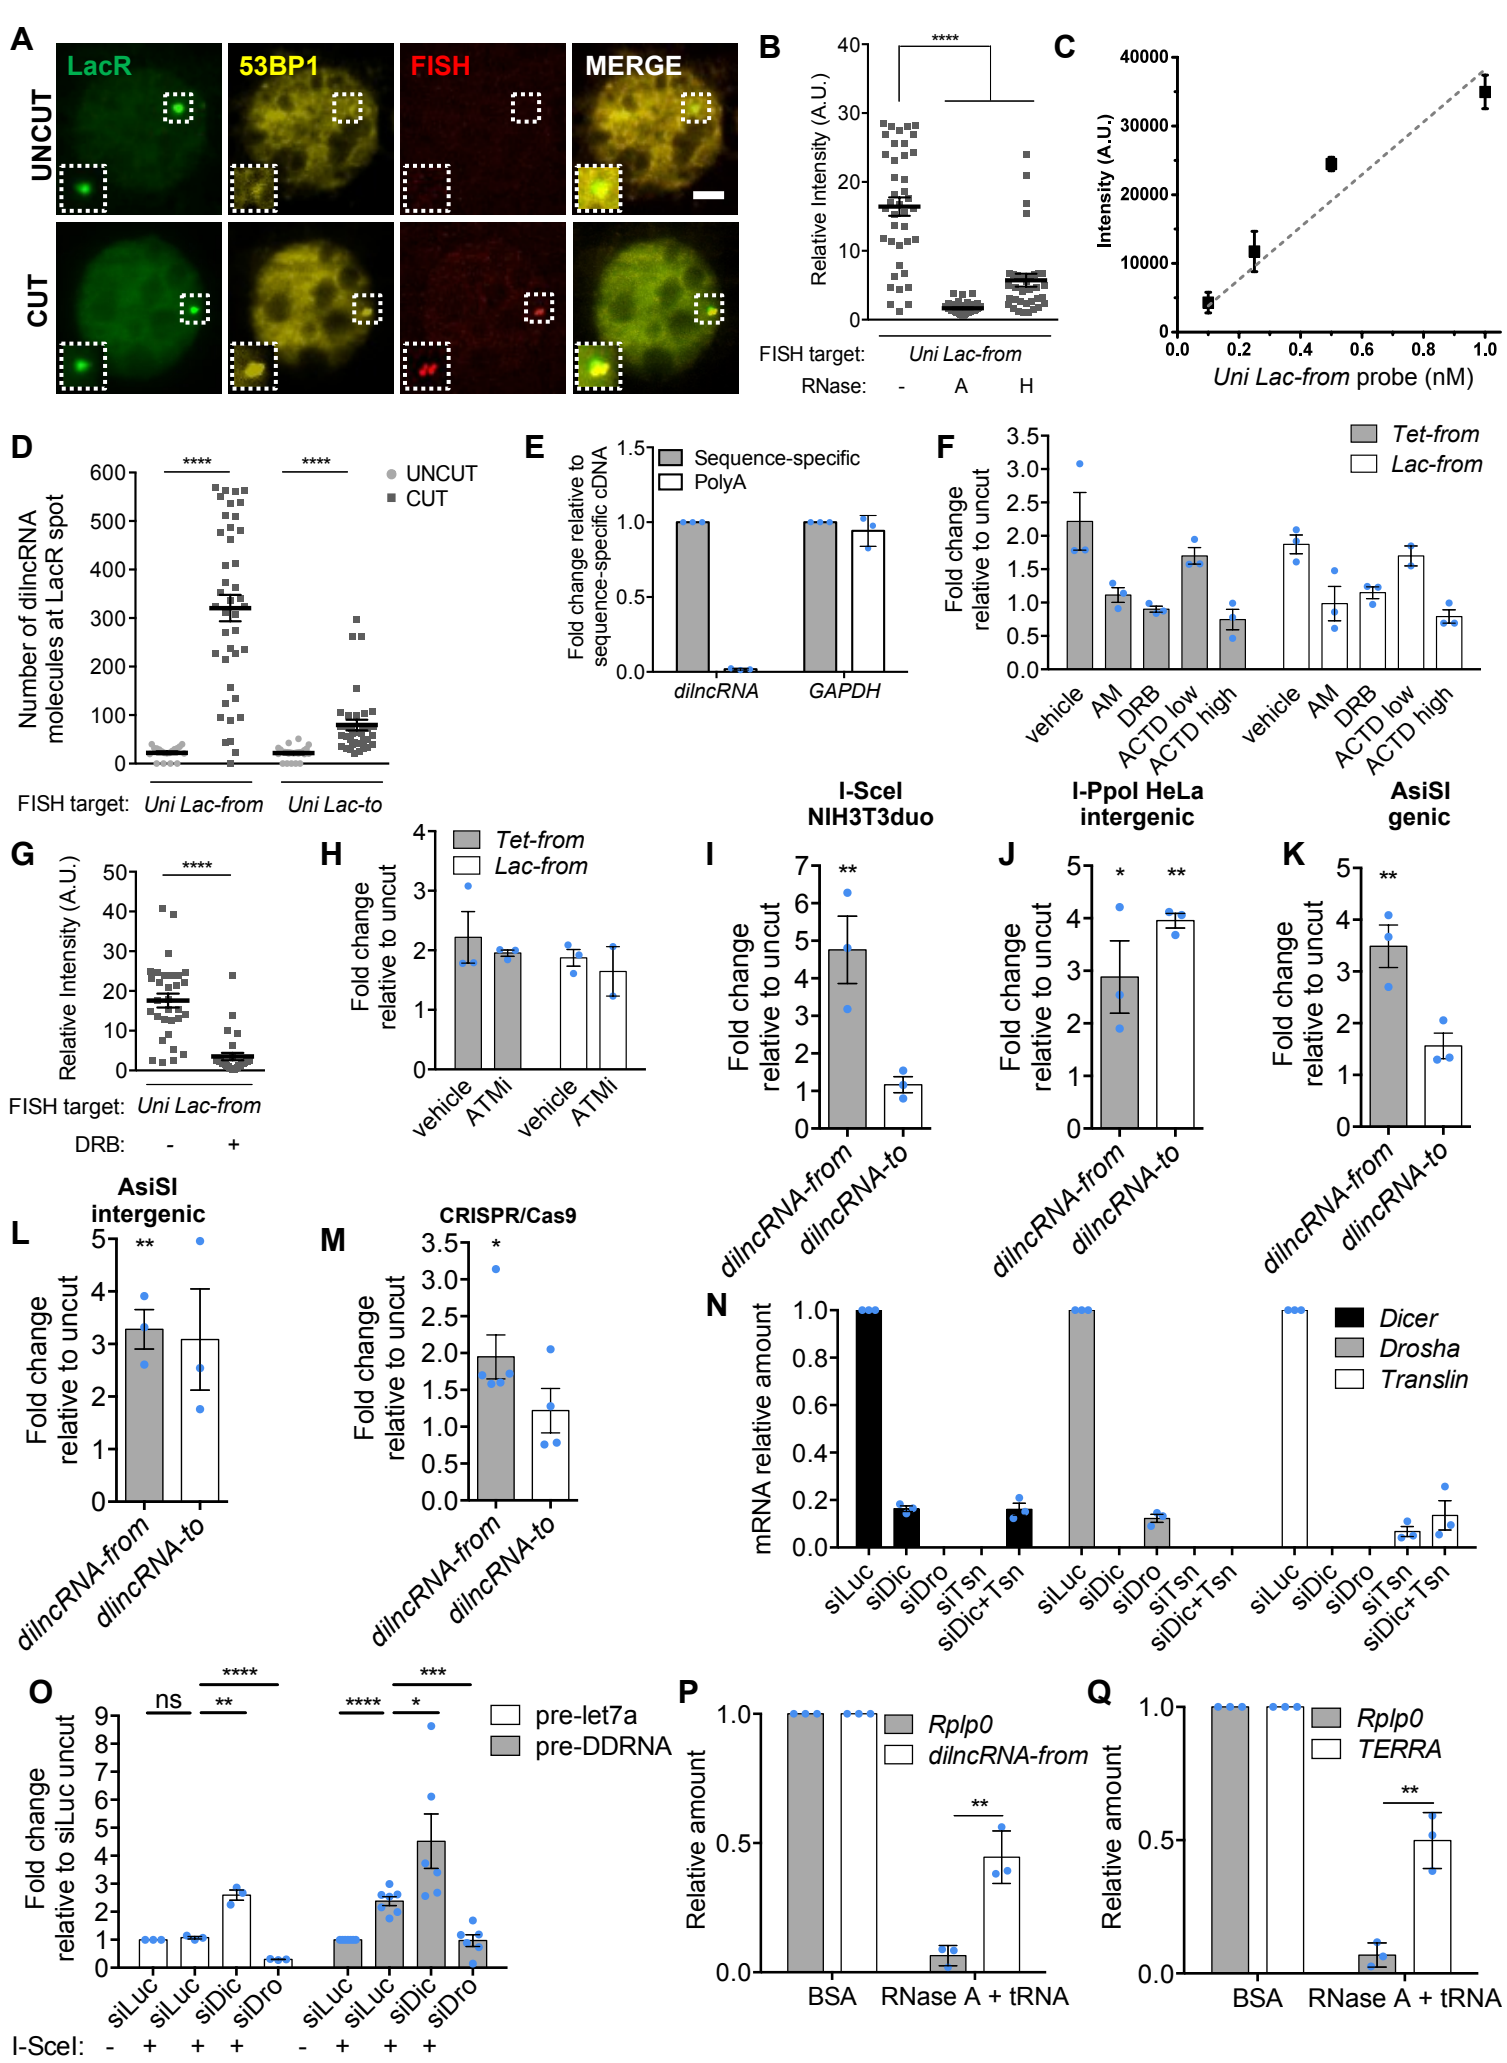 A
LacR
53BP1
FISH
MERGE
UNCUT
CUT
B
Relative Intensity (A.U.)
40
30
20
10
0
****
FISH target: Uni Lac-from
RNase: - A H
C
Intensity (A.U.)
40000
30000
20000
10000
0
0.0 0.2 0.4 0.6 0.8 1.0
Uni Lac-from probe (nM)
D
Number of dilncRNA
molecules at LacR spot
600
500
400
300
200
100
0
**** ****
UNCUT
CUT
FISH target: Uni Lac-from Uni Lac-to
E
Fold change relative to
sequence-specific cDNA
1.5
1.0
0.5
0.0
Sequence-specific
PolyA
dilncRNA GAPDH
F
Fold change
relative to uncut
3.5
3.0
2.5
2.0
1.5
1.0
0.5
0.0
Tet-from
Lac-from
vehicle AM DRB ACTD low ACTD high vehicle AM DRB ACTD low ACTD high
G
Relative Intensity (A.U.)
50
40
30
20
10
0
****
FISH target: Uni Lac-from
DRB: - +
H
Fold change
relative to uncut
4
3
2
1
0
Tet-from
Lac-from
vehicle ATMi vehicle ATMi
I
I-SceI
NIH3T3duo
Fold change
relative to uncut
7
6
5
4
3
2
1
0
**
dilncRNA-from dilncRNA-to
J
I-PpoI HeLa
intergenic
Fold change
relative to uncut
5
4
3
2
1
0
* **
dilncRNA-from dilncRNA-to
K
AsiSI
genic
Fold change
relative to uncut
5
4
3
2
1
0
**
dilncRNA-from dlincRNA-to
L
AsiSI
intergenic
Fold change
relative to uncut
5
4
3
2
1
0
**
dilncRNA-from dlincRNA-to
M
CRISPR/Cas9
Fold change
relative to uncut
3.5
3.0
2.5
2.0
1.5
1.0
0.5
0.0
*
dilncRNA-from dilncRNA-to
N
mRNA relative amount
1.0
0.8
0.6
0.4
0.2
0.0
Dicer
Drosha
Translin
siLuc siDic siDro siTsn siDic+Tsn siLuc siDic siDro siTsn siDic+Tsn siLuc siDic siDro siTsn siDic+Tsn
O
Fold change
relative to siLuc uncut
9
8
7
6
5
4
3
2
1
0
ns ** **** **** * ***
pre-let7a
pre-DDRNA
siLuc siLuc siDic siDro siLuc siLuc siDic siDro
I-SceI: - + + + - + + +
P
Relative amount
1.0
0.5
0.0
Rplp0
dilncRNA-from
**
BSA RNase A + tRNA
Q
Relative amount
1.0
0.5
0.0
Rplp0
TERRA
**
BSA RNase A + tRNA